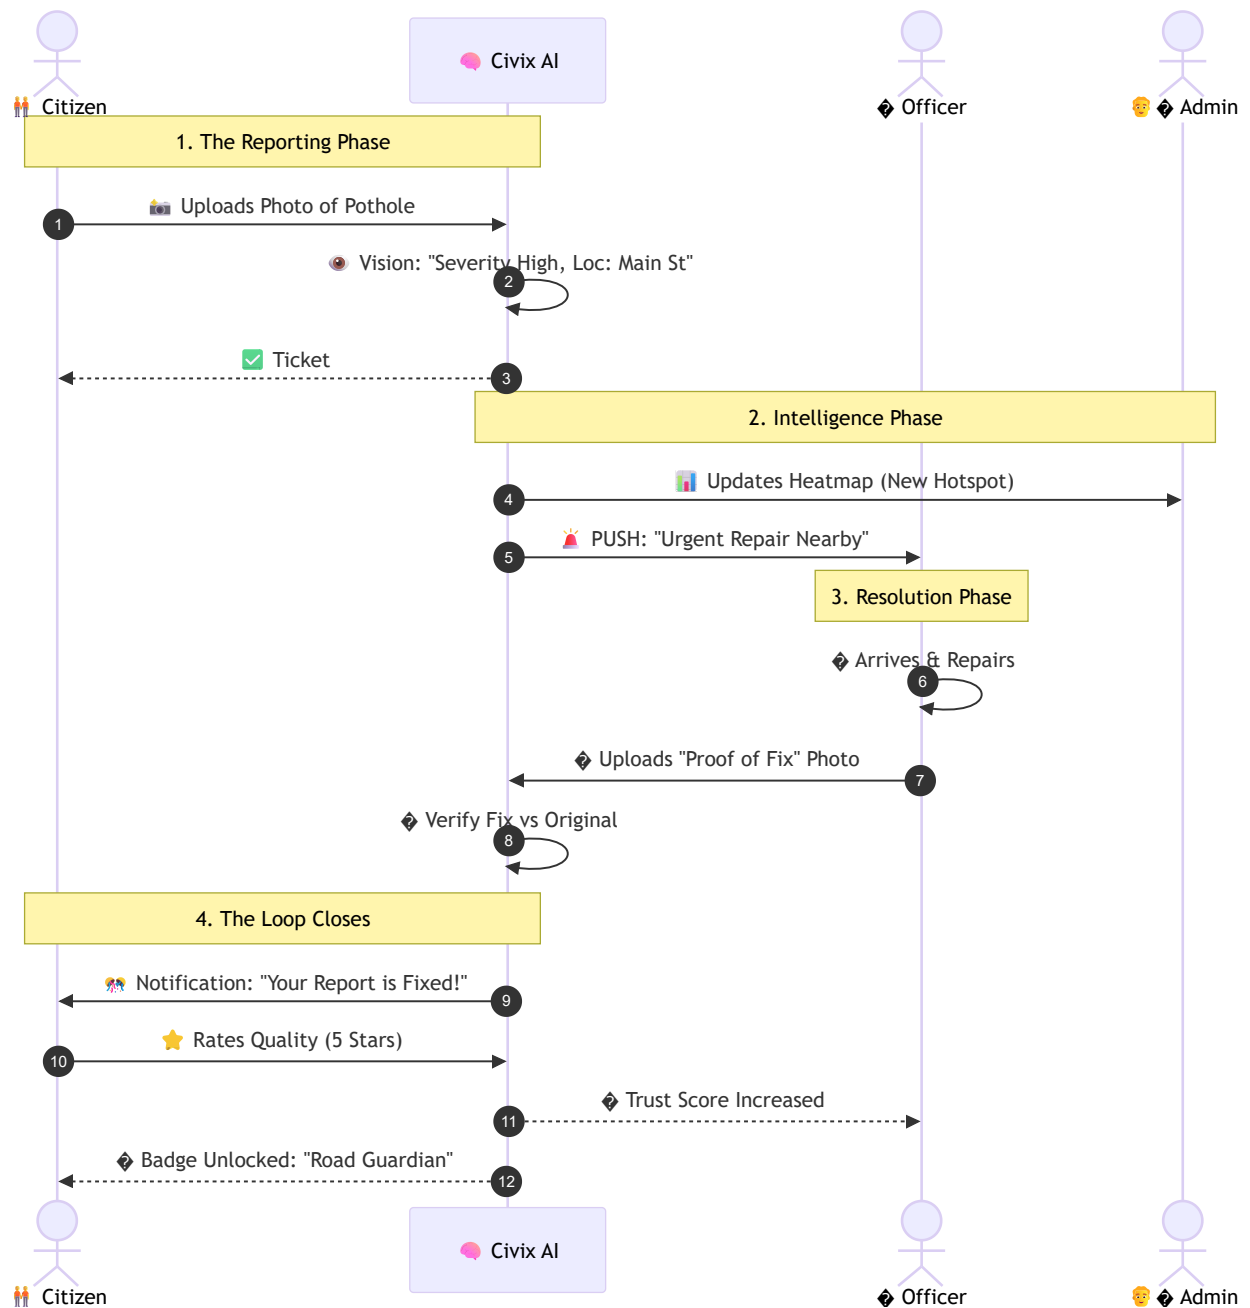 👬 Citizen
🧠 Civix AI
� Officer
👨 � Admin
1. The Reporting Phase
📸 Uploads Photo of Pothole
1
👁️ Vision: "Severity High, Loc: Main St"
2
✅ Ticket
3
2. Intelligence Phase
📊 Updates Heatmap (New Hotspot)
4
🚨 PUSH: "Urgent Repair Nearby"
5
3. Resolution Phase
� Arrives & Repairs
6
� Uploads "Proof of Fix" Photo
7
� Verify Fix vs Original
8
4. The Loop Closes
🎊 Notification: "Your Report is Fixed!"
9
⭐ Rates Quality (5 Stars)
10
� Trust Score Increased
11
� Badge Unlocked: "Road Guardian"
12
🧠 Civix AI
👬 Citizen
� Officer
👨 � Admin